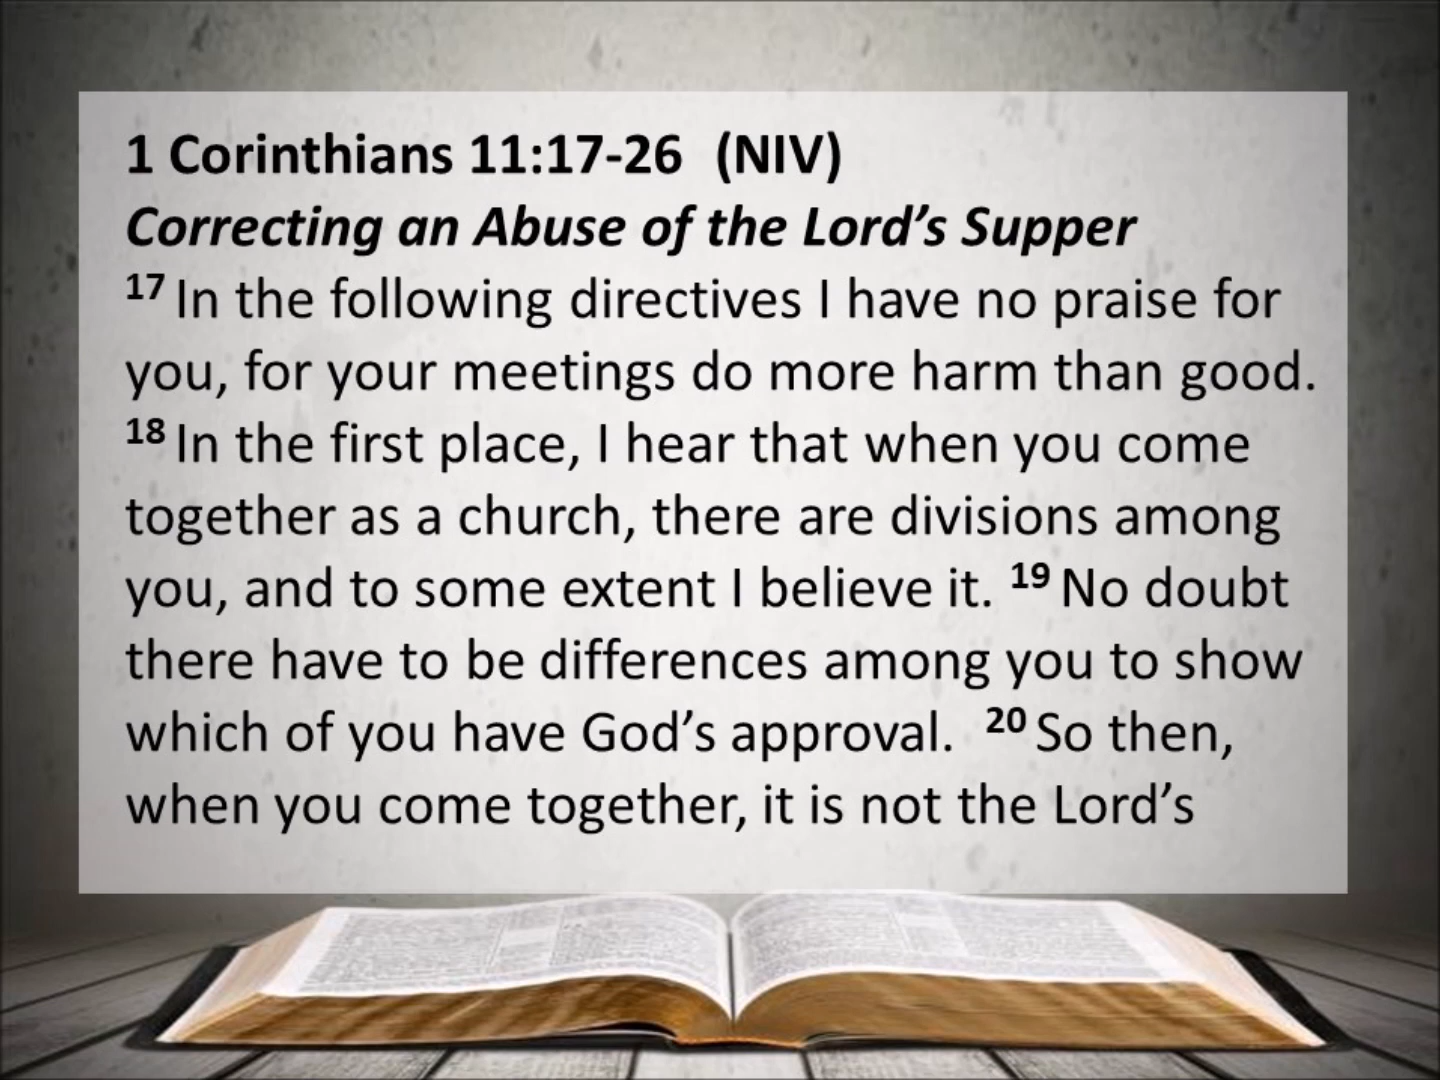 1 Corinthians 11:17-26 (NIV)
Correcting an Abuse of the Lord’s Supper
17 In the following directives I have no praise for
you, for your meetings do more harm than good.
18 In the first place, I hear that when you come
together as a church, there are divisions among
you, and to some extent I believe it. 19 No doubt
there have to be differences among you to show
which of you have God’s approval. 20 So then,
when you come together, it is not the Lord’s